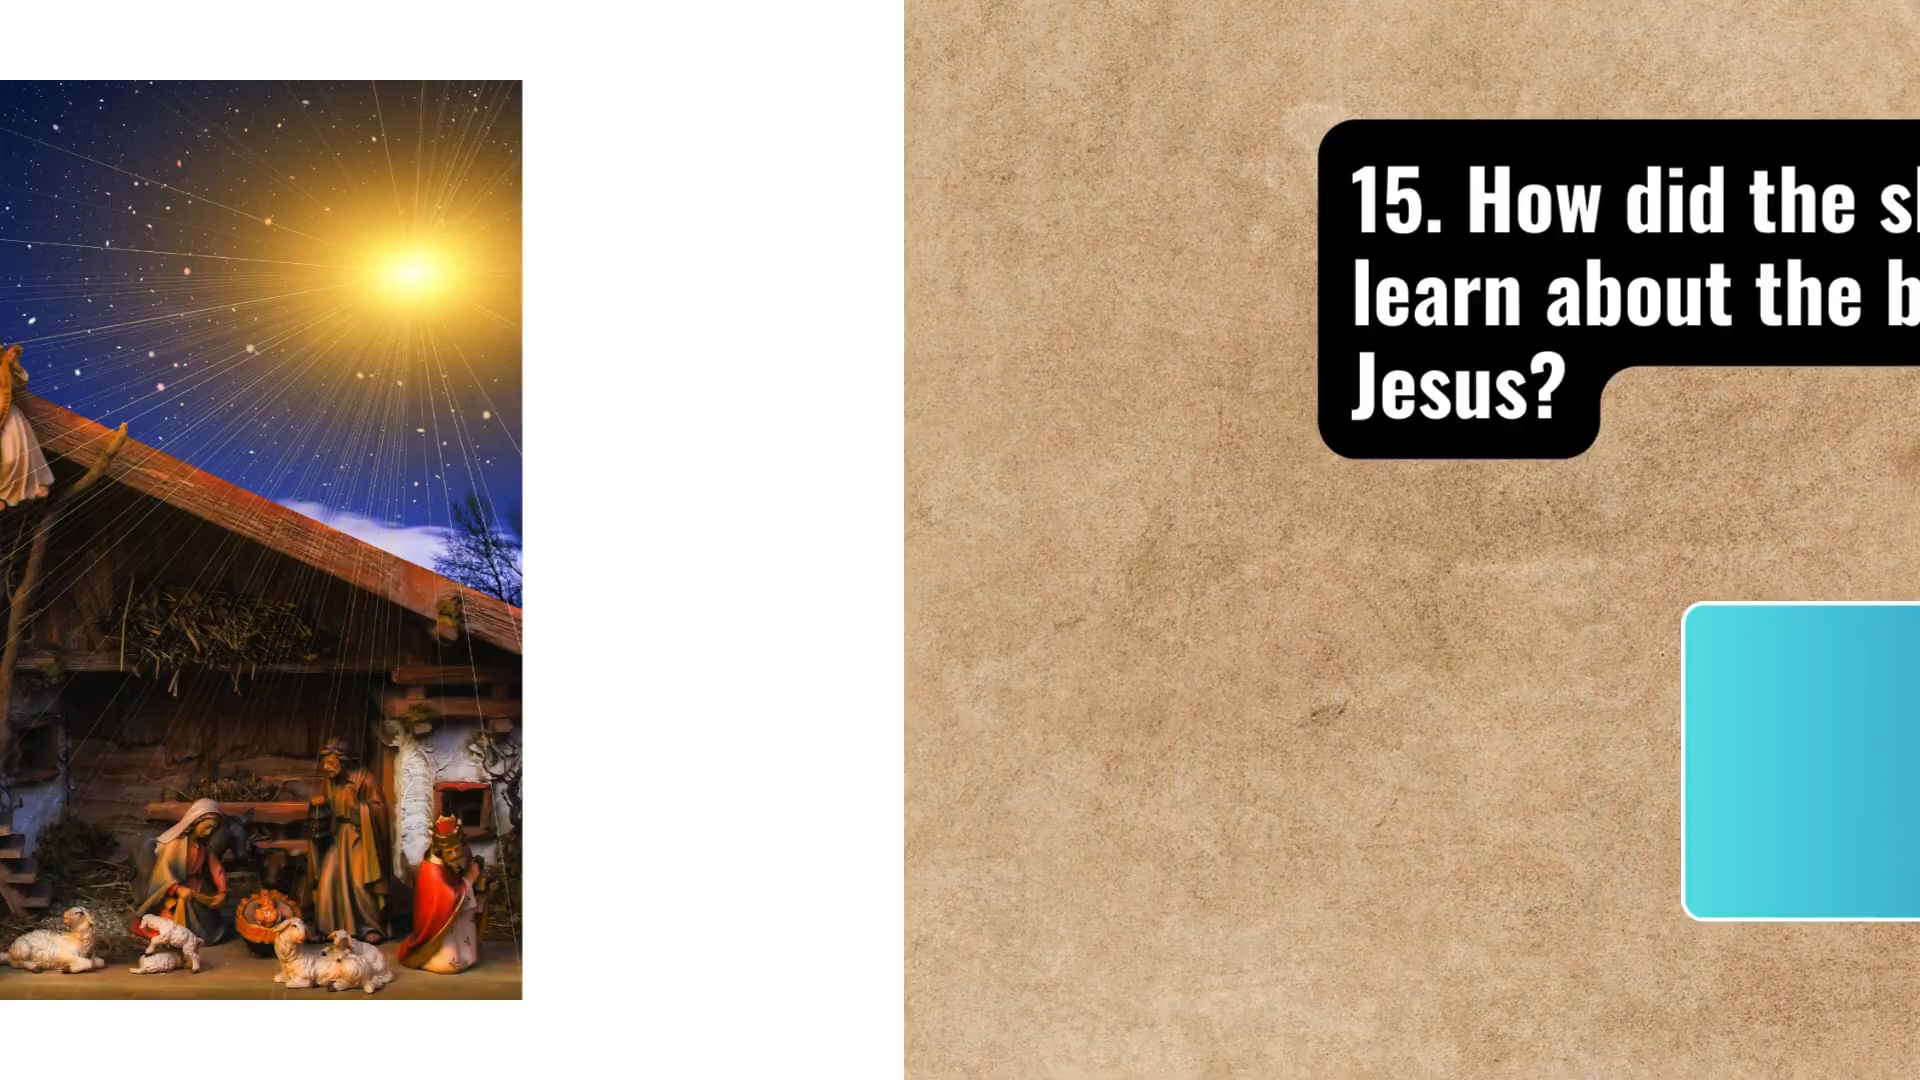 15. How did the
learn about the
Jesus?